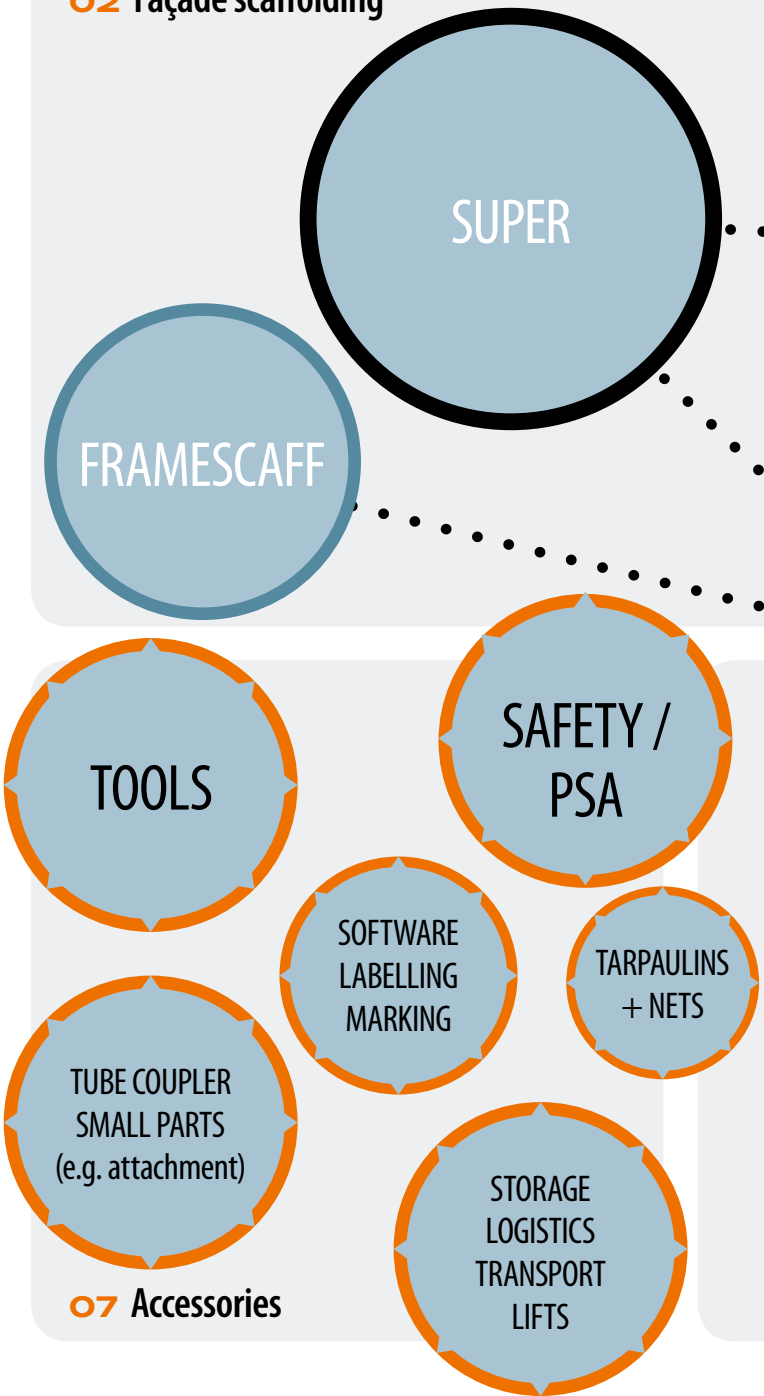 02 Façade scaffolding
SUPER
FRAMESCAFF
SAFETY /
PSA
TOOLS
SOFTWARE
LABELLING
MARKING
TARPAULINS
+ NETS
TUBE COUPLER
SMALL PARTS
(e.g. attachment)
STORAGE
LOGISTICS
TRANSPORT
LIFTS
07 Accessories